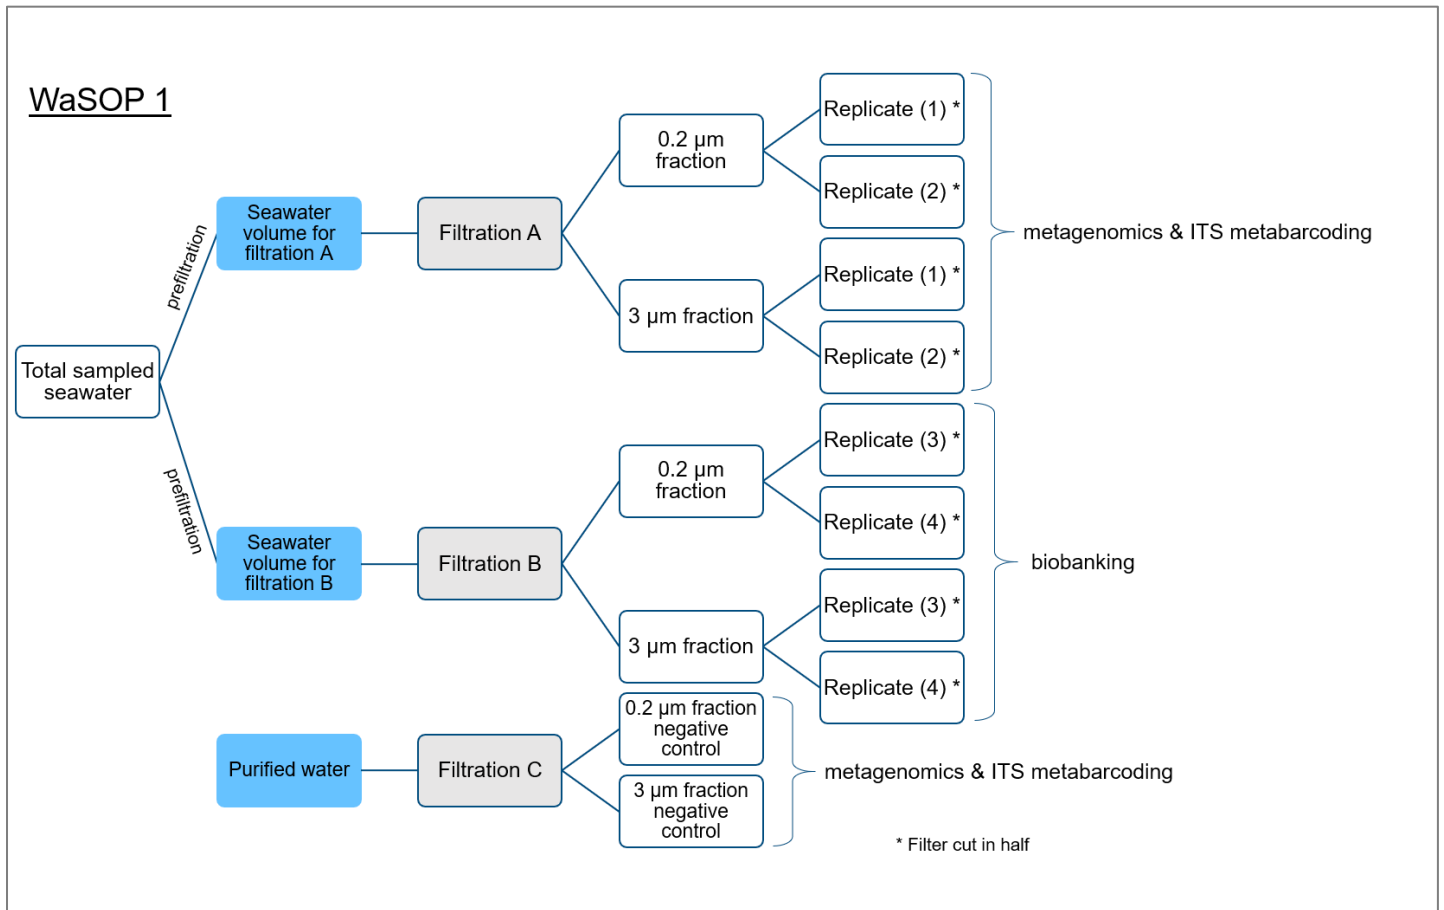 WaSOP 1
Total sampled
seawater
prefiltration
prefiltration
Seawater
volume for
filtration A
Filtration A
0.2 µm
fraction
3 µm fraction
Replicate (1) *
Replicate (2) *
Replicate (1) *
Replicate (2) *
metagenomics & ITS metabarcoding
Seawater
volume for
filtration B
Filtration B
0.2 µm
fraction
3 µm fraction
Replicate (3) *
Replicate (4) *
Replicate (3) *
Replicate (4) *
biobanking
Purified water
Filtration C
0.2 µm fraction
negative
control
3 µm fraction
negative
control
metagenomics & ITS metabarcoding
* Filter cut in half